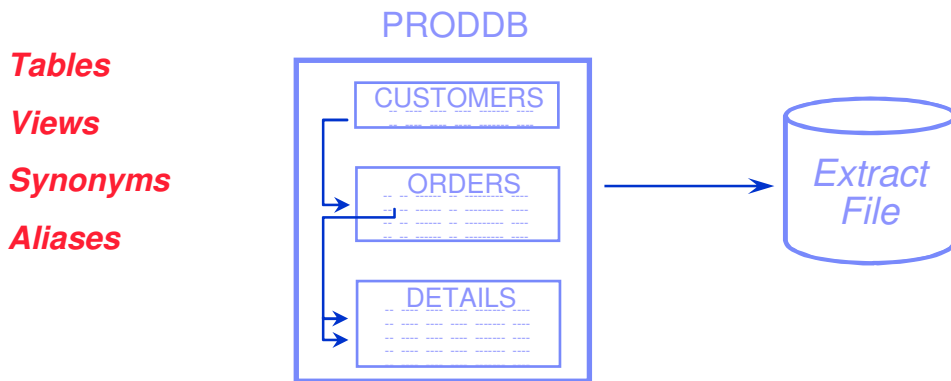 PRODDB
Tables
Views
Synonyms
Aliases
CUSTOMERS
ORDERS
DETAILS
Extract
File